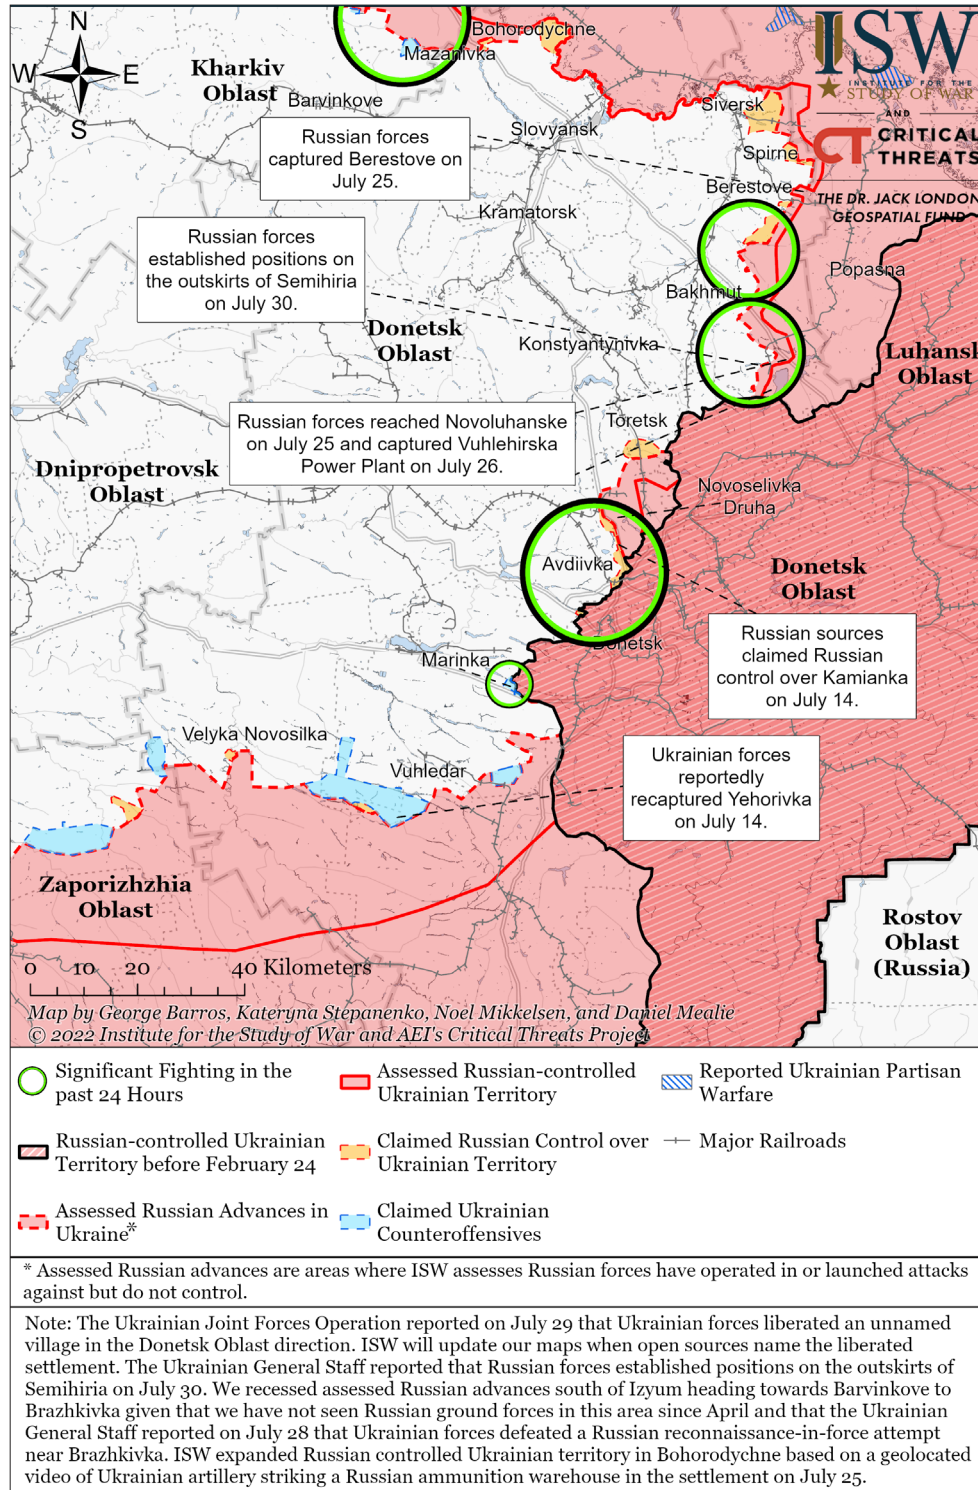 N
W E
S
ISW
INSTITUTE FOR THE
STUDY OF WAR
AND
CT CRITICAL
THREATS
THE DR. JACK LONDON
GEOSPATIAL FUND
Bohorodychne
Mazanivka
Kharkiv
Oblast
Barvinkove
Siversk
Slovyansk
Russian forces
captured Berestove on
July 25.
Spirne
Berestove
Kramatorsk
Russian forces
established positions on
the outskirts of Semihiria
on July 30.
Popasna
Bakhmut
Donetsk
Oblast
Konstyantynivka
Luhansk
Oblast
Russian forces reached Novoluhanske
on July 25 and captured Vuhlehirska
Power Plant on July 26.
Toretsk
Dnipropetrovsk
Oblast
Novoselivka
Druha
Avdiivka
Donetsk
Oblast
Donetsk
Russian sources
claimed Russian
control over Kamianka
on July 14.
Marinka
Velyka Novosilka
Vuhledar
Ukrainian forces
reportedly
recaptured Yehorivka
on July 14.
Zaporizhzhia
Oblast
Rostov
Oblast
(Russia)
0 10 20 40 Kilometers
Map by George Barros, Kateryna Stepanenko, Noel Mikkelsen, and Daniel Mealie
© 2022 Institute for the Study of War and AEI's Critical Threats Project
Significant Fighting in the
past 24 Hours
Assessed Russian-controlled
Ukrainian Territory
Reported Ukrainian Partisan
Warfare
Russian-controlled Ukrainian
Territory before February 24
Claimed Russian Control over
Ukrainian Territory
Major Railroads
Assessed Russian Advances in
Ukraine*
Claimed Ukrainian
Counteroffensives
* Assessed Russian advances are areas where ISW assesses Russian forces have operated in or launched attacks
against but do not control.
Note: The Ukrainian Joint Forces Operation reported on July 29 that Ukrainian forces liberated an unnamed
village in the Donetsk Oblast direction. ISW will update our maps when open sources name the liberated
settlement. The Ukrainian General Staff reported that Russian forces established positions on the outskirts of
Semihiria on July 30. We recessed assessed Russian advances south of Izyum heading towards Barvinkove to
Brazhkivka given that we have not seen Russian ground forces in this area since April and that the Ukrainian
General Staff reported on July 28 that Ukrainian forces defeated a Russian reconnaissance-in-force attempt
near Brazhkivka. ISW expanded Russian controlled Ukrainian territory in Bohorodychne based on a geolocated
video of Ukrainian artillery striking a Russian ammunition warehouse in the settlement on July 25.